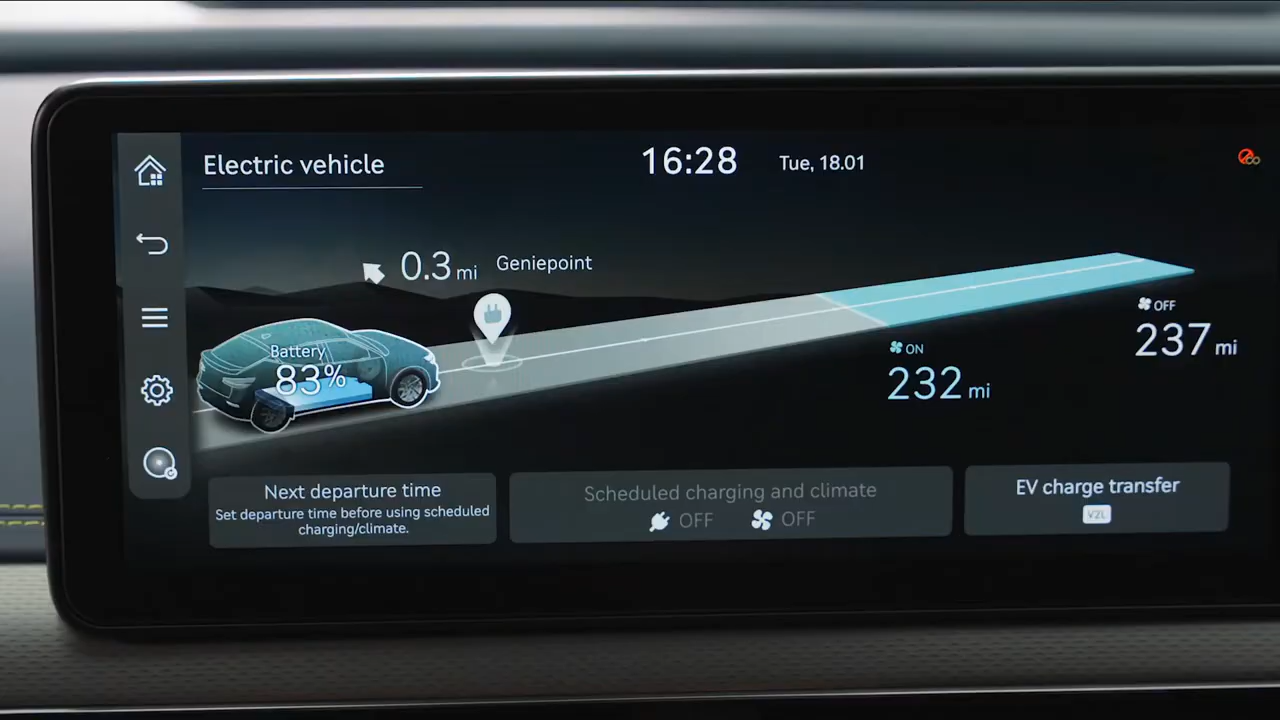 Electric vehicle
16:28
Tue, 18.01
0.3 mi
Geniepoint
Battery
83%
OFF
237 mi
ON
232 mi
Next departure time
Set departure time before using scheduled
charging/climate.
Scheduled charging and climate
OFF
OFF
EV charge transfer
V2L